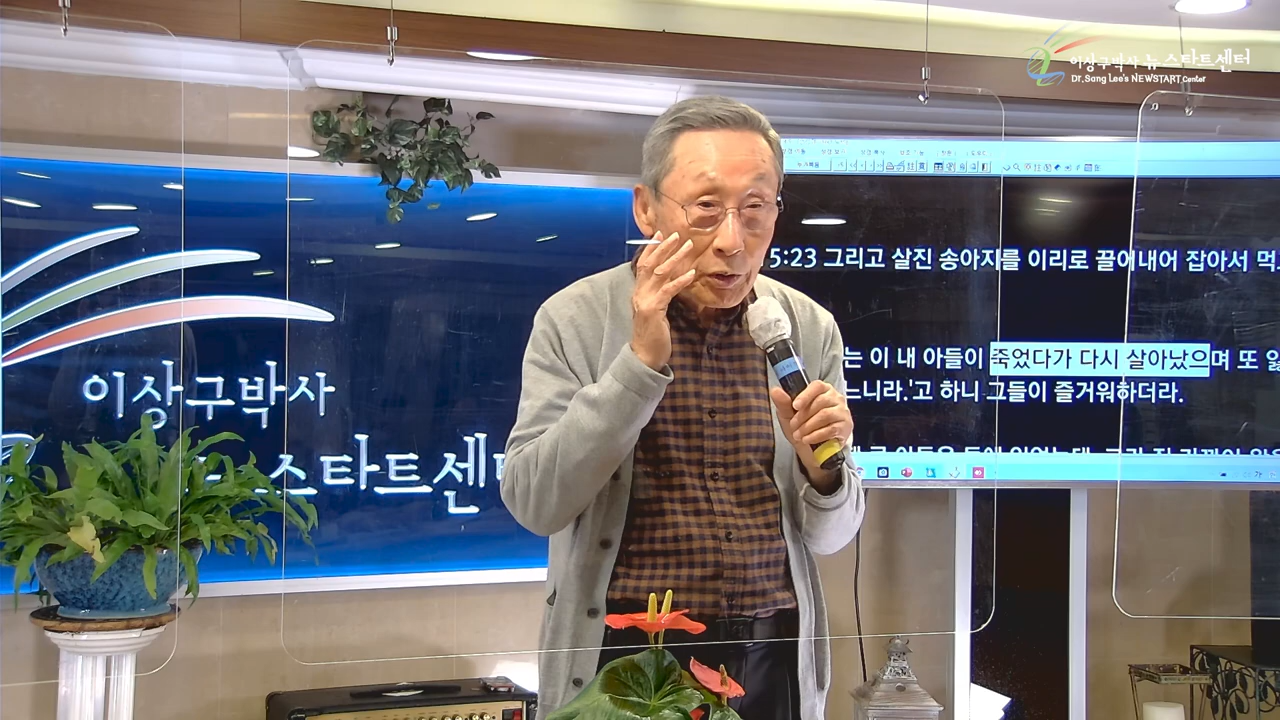 이상구박사 뉴스타트센터
Dr. Sang Lee's NEWSTART Center
5:23 그리고 살진 송아지를 이리로 끌어내어 잡아서 먹
는 이 내 아들이 죽었다가 다시 살아났으며 또
느니라.'고 하니 그들이 즐거워하더라.
이상구박사
스타트센